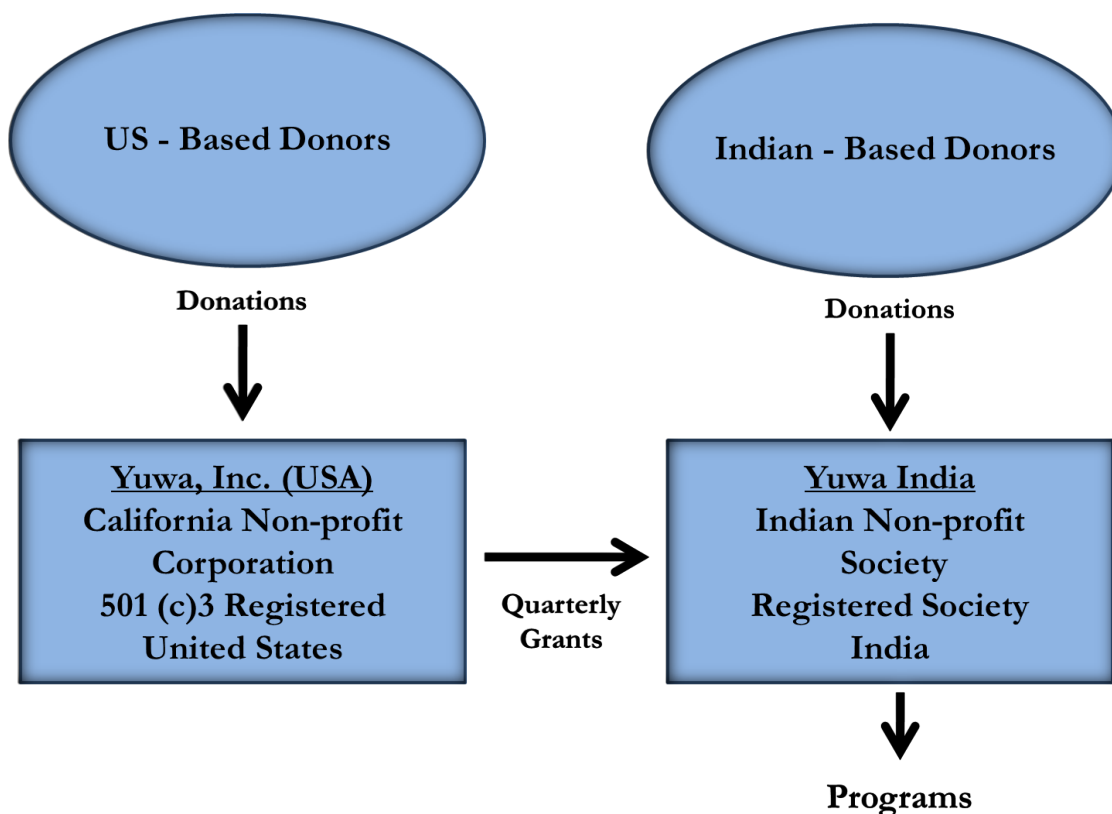 US - Based Donors
Indian - Based Donors
Donations
Donations
Yuwa, Inc. (USA)
California Non-profit
Corporation
501 (c)3 Registered
United States
Quarterly
Grants
Yuwa India
Indian Non-profit
Society
Registered Society
India
Programs